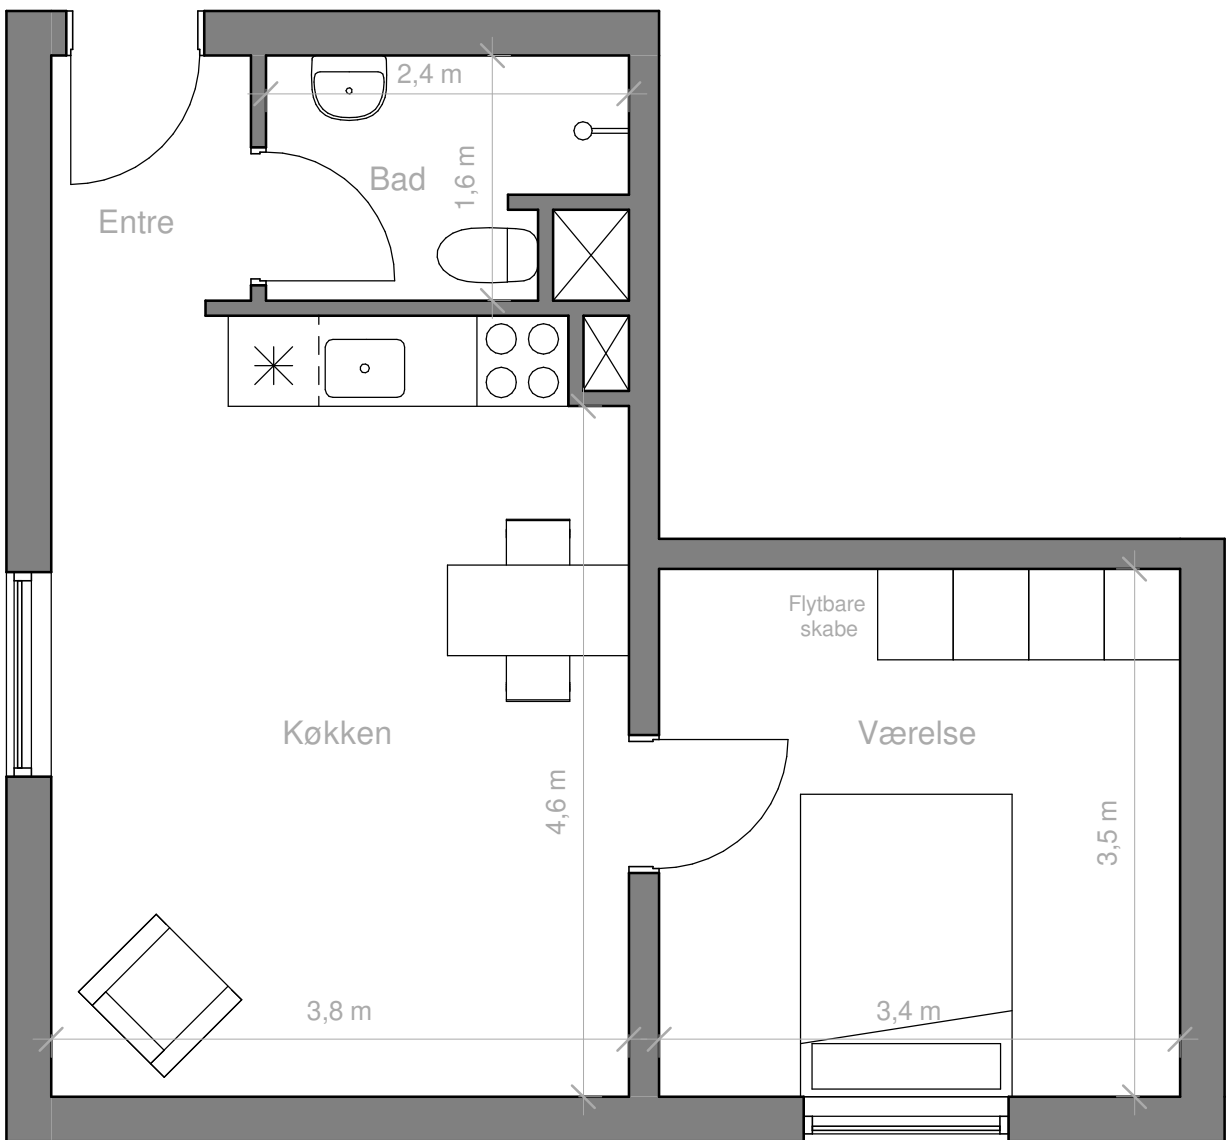 2,4 m
Bad
1,6 m
Entre
Flytbare
skabe
Køkken
Værelse
4,6 m
3,5 m
3,8 m
3,4 m